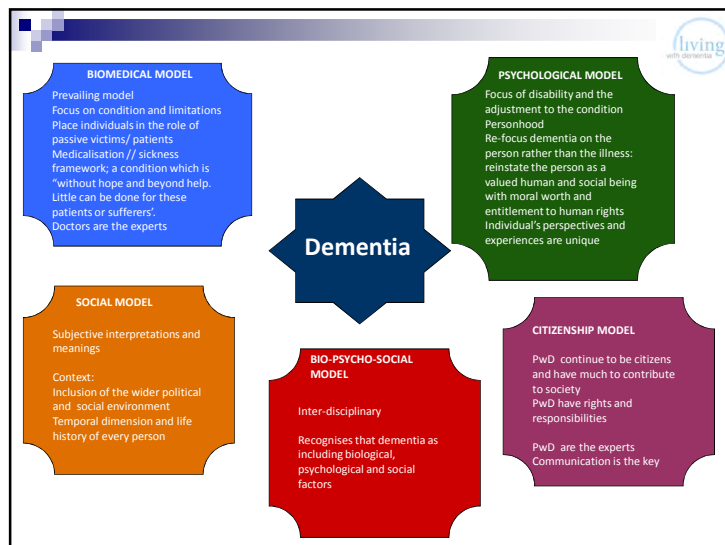 living
with dementia
BIOMEDICAL MODEL
Prevailing model
Focus on condition and limitations
Place individuals in the role of
passive victims/ patients
Medicalisation // sickness
framework; a condition which is
“without hope and beyond help.
Little can be done for these
patients or sufferers’.
Doctors are the experts
PSYCHOLOGICAL MODEL
Focus of disability and the
adjustment to the condition
Personhood
Re-focus dementia on the
person rather than the illness:
reinstate the person as a
valued human and social being
with moral worth and
entitlement to human rights
Individual’s perspectives and
experiences are unique
Dementia
SOCIAL MODEL
Subjective interpretations and
meanings
Context:
Inclusion of the wider political
and social environment
Temporal dimension and life
history of every person
BIO-PSYCHO-SOCIAL
MODEL
Inter-disciplinary
Recognises that dementia as
including biological,
psychological and social
factors
CITIZENSHIP MODEL
PwD continue to be citizens
and have much to contribute
to society
PwD have rights and
responsibilities
PwD are the experts
Communication is the key